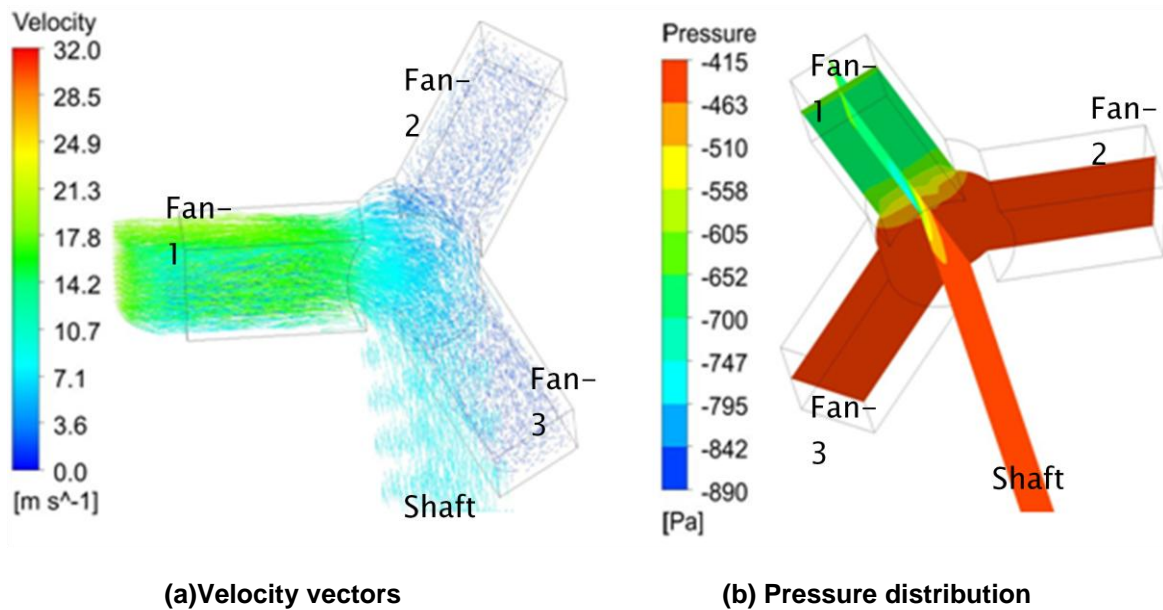 Velocity
32.0
28.5
24.9
21.3
17.8
14.2
10.7
7.1
3.6
0.0
[m s^-1]
Fan-
1
Fan-
2
Fan-
3
Shaft
(a)Velocity vectors
Pressure
-415
-463
-510
-558
-605
-652
-700
-747
-795
-842
-890
[Pa]
Fan-
1
Fan-
2
Fan-
3
Shaft
(b) Pressure distribution